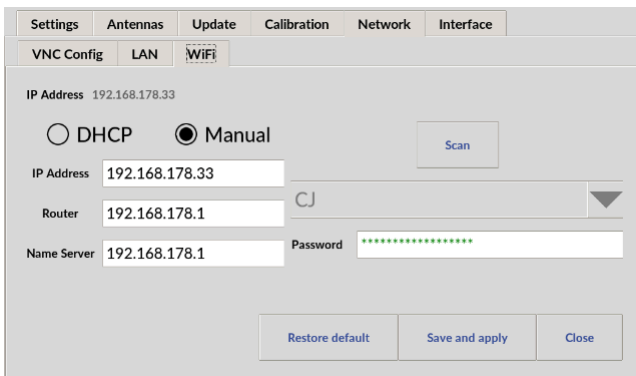 Settings Antennas Update Calibration Network Interface
VNC Config LAN WiFi
IP Address 192.168.178.33
DHCP Manual
Scan
IP Address 192.168.178.33
CJ
Router 192.168.178.1
Password ******************
Name Server 192.168.178.1
Restore default Save and apply Close